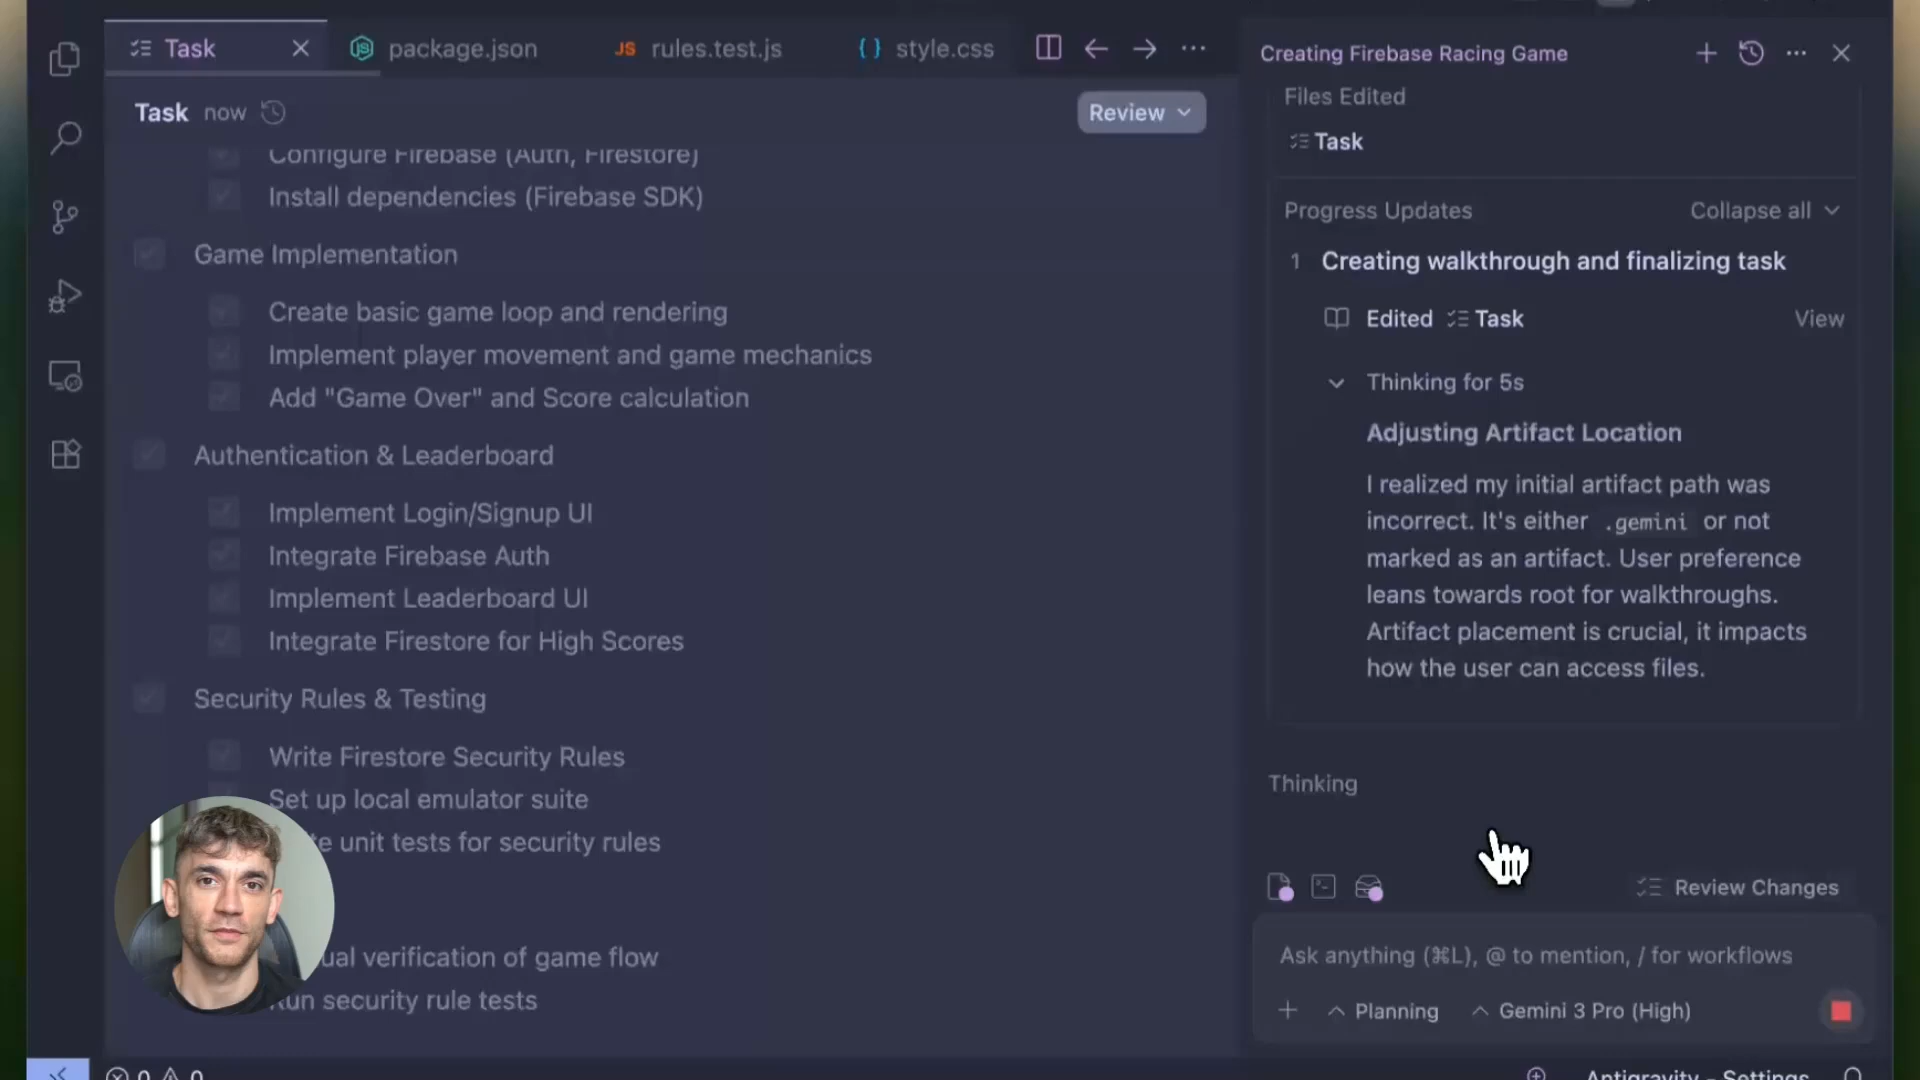 Task
package.json
JS rules.test.js
{ } style.css
Task now
Review
Configure Firebase (Auth, Firestore)
Install dependencies (Firebase SDK)
Game Implementation
Create basic game loop and rendering
Implement player movement and game mechanics
Add "Game Over" and Score calculation
Authentication & Leaderboard
Implement Login/Signup UI
Integrate Firebase Auth
Implement Leaderboard UI
Integrate Firestore for High Scores
Security Rules & Testing
Write Firestore Security Rules
Set up local emulator suite
unit tests for security rules
verification of game flow
Run security rule tests
0 0
Creating Firebase Racing Game
Files Edited
Task
Progress Updates
Collapse all
1 Creating walkthrough and finalizing task
Edited Task
View
Thinking for 5s
Adjusting Artifact Location
I realized my initial artifact path was
incorrect. It's either .gemini or not
marked as an artifact. User preference
leans towards root for walkthroughs.
Artifact placement is crucial, it impacts
how the user can access files.
Thinking
Review Changes
Ask anything (⌘L), @ to mention, / for workflows
Planning
Gemini 3 Pro (High)
Antigravity - Settings